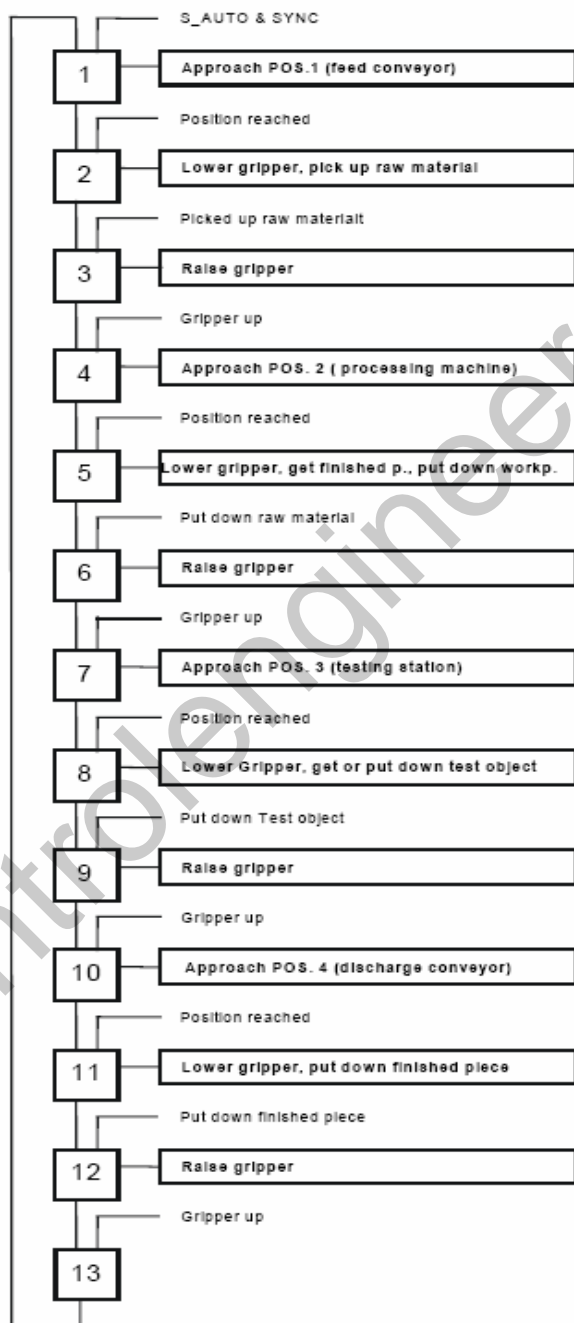 S_AUTO & SYNC
1
Approach POS.1 (feed conveyor)
Position reached
2
Lower gripper, pick up raw material
Picked up raw materialt
3
Raise gripper
Gripper up
4
Approach POS. 2 ( processing machine)
Position reached
5
Lower gripper, get finished p., put down workp.
Put down raw material
6
Raise gripper
Gripper up
7
Approach POS. 3 (testing station)
Position reached
8
Lower Gripper, get or put down test object
Put down Test object
9
Raise gripper
Gripper up
10
Approach POS. 4 (discharge conveyor)
Position reached
11
Lower gripper, put down finished piece
Put down finished piece
12
Raise gripper
Gripper up
13
ntrolengineer